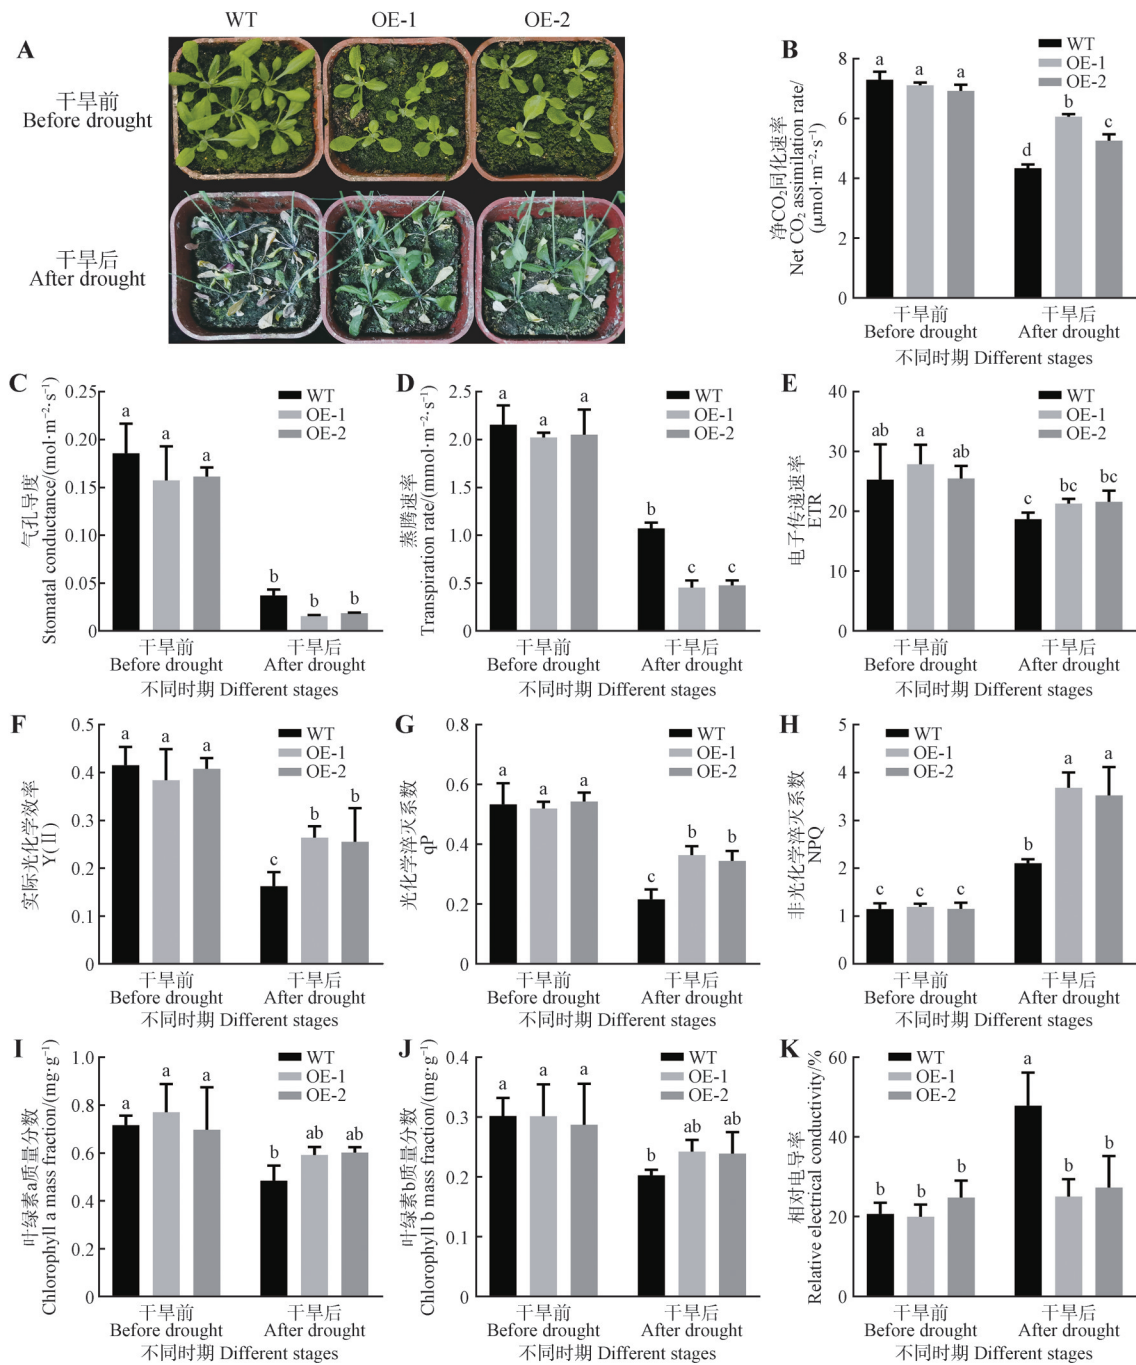 WT
OE-1
OE-2
A
干旱前
Before drought
干旱后
After drought
B
净CO₂同化速率
Net CO₂ assimilation rate/
(μmol·m⁻²·s⁻¹)
8
6
4
2
0
WT
OE-1
OE-2
a
a
a
d
b
c
干旱前
Before drought
干旱后
After drought
不同时期 Different stages
C
气孔导度
Stomatal conductance/(mol·m⁻²·s⁻¹)
0.25
0.20
0.15
0.10
0.05
0
WT
OE-1
OE-2
a
a
a
b
b
b
干旱前
Before drought
干旱后
After drought
不同时期 Different stages
D
蒸腾速率
Transpiration rate/(mmol·m⁻²·s⁻¹)
2.5
2.0
1.5
1.0
0.5
0
WT
OE-1
OE-2
a
a
a
b
c
c
干旱前
Before drought
干旱后
After drought
不同时期 Different stages
E
电子传递速率
ETR
40
30
20
10
0
WT
OE-1
OE-2
ab
a
ab
c
bc
bc
干旱前
Before drought
干旱后
After drought
不同时期 Different stages
F
实际光化学效率
Y(Ⅱ)
0.5
0.4
0.3
0.2
0.1
0
WT
OE-1
OE-2
a
a
a
c
b
b
干旱前
Before drought
干旱后
After drought
不同时期 Different stages
G
光化学淬灭系数
qP
0.8
0.6
0.4
0.2
0
WT
OE-1
OE-2
a
a
a
c
b
b
干旱前
Before drought
干旱后
After drought
不同时期 Different stages
H
非光化学淬灭系数
NPQ
5
4
3
2
1
0
WT
OE-1
OE-2
c
c
c
b
a
a
干旱前
Before drought
干旱后
After drought
不同时期 Different stages
I
叶绿素a质量分数
Chlorophyll a mass fraction/(mg·g⁻¹)
1.0
0.8
0.6
0.4
0.2
0
WT
OE-1
OE-2
a
a
a
b
ab
ab
干旱前
Before drought
干旱后
After drought
不同时期 Different stages
J
叶绿素b质量分数
Chlorophyll b mass fraction/(mg·g⁻¹)
0.4
0.3
0.2
0.1
0
WT
OE-1
OE-2
a
a
a
b
ab
ab
干旱前
Before drought
干旱后
After drought
不同时期 Different stages
K
相对电导率
Relative electrical conductivity/%
60
40
20
0
WT
OE-1
OE-2
b
b
b
a
b
b
干旱前
Before drought
干旱后
After drought
不同时期 Different stages